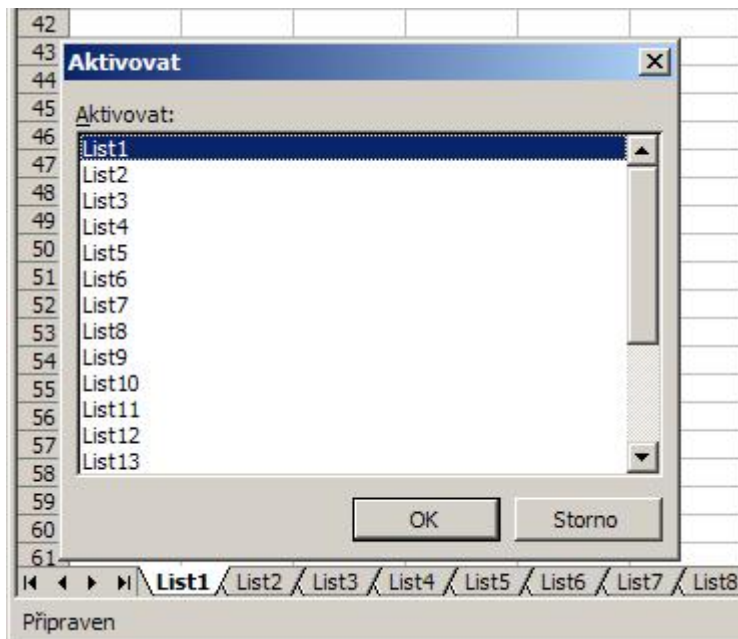 42
43
Aktivovat
44
45
Aktivovat:
46
List1
47
List2
48
List3
49
List4
50
List5
51
List6
52
List7
53
List8
54
List9
55
List10
56
List11
57
List12
58
List13
59
OK Storno
60
61
List1 List2 List3 List4 List5 List6 List7 List8
Připraven